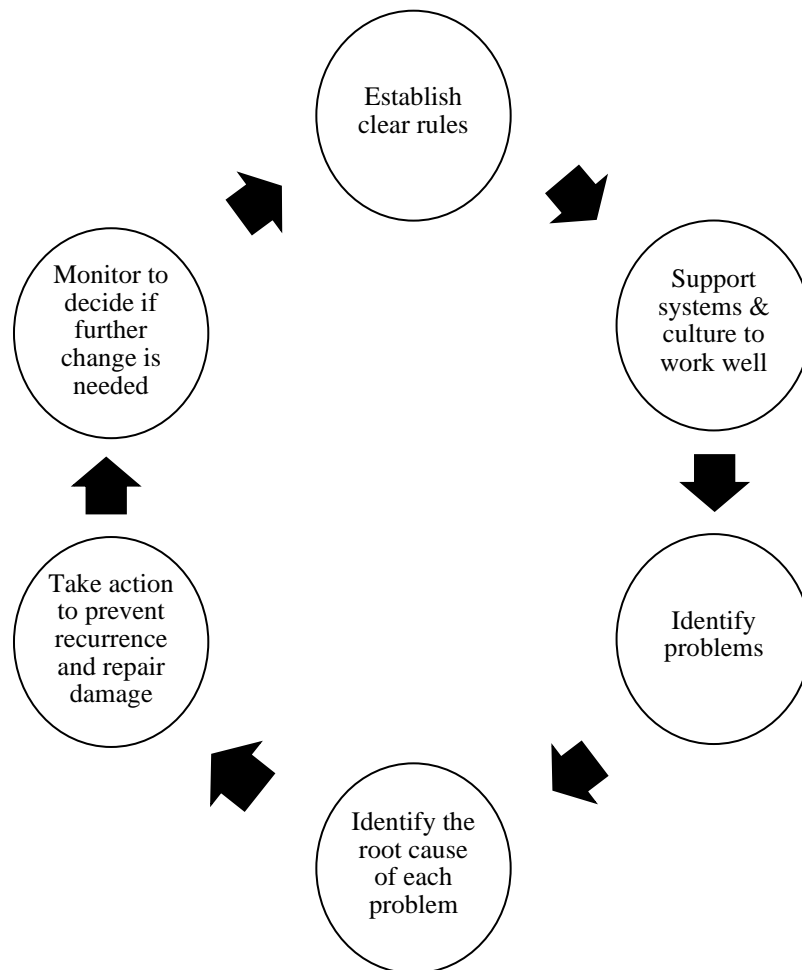 Establish
clear rules
Support
systems &
culture to
work well
Identify
problems
Identify the
root cause
of each
problem
Take action
to prevent
recurrence
and repair
damage
Monitor to
decide if
further
change is
needed